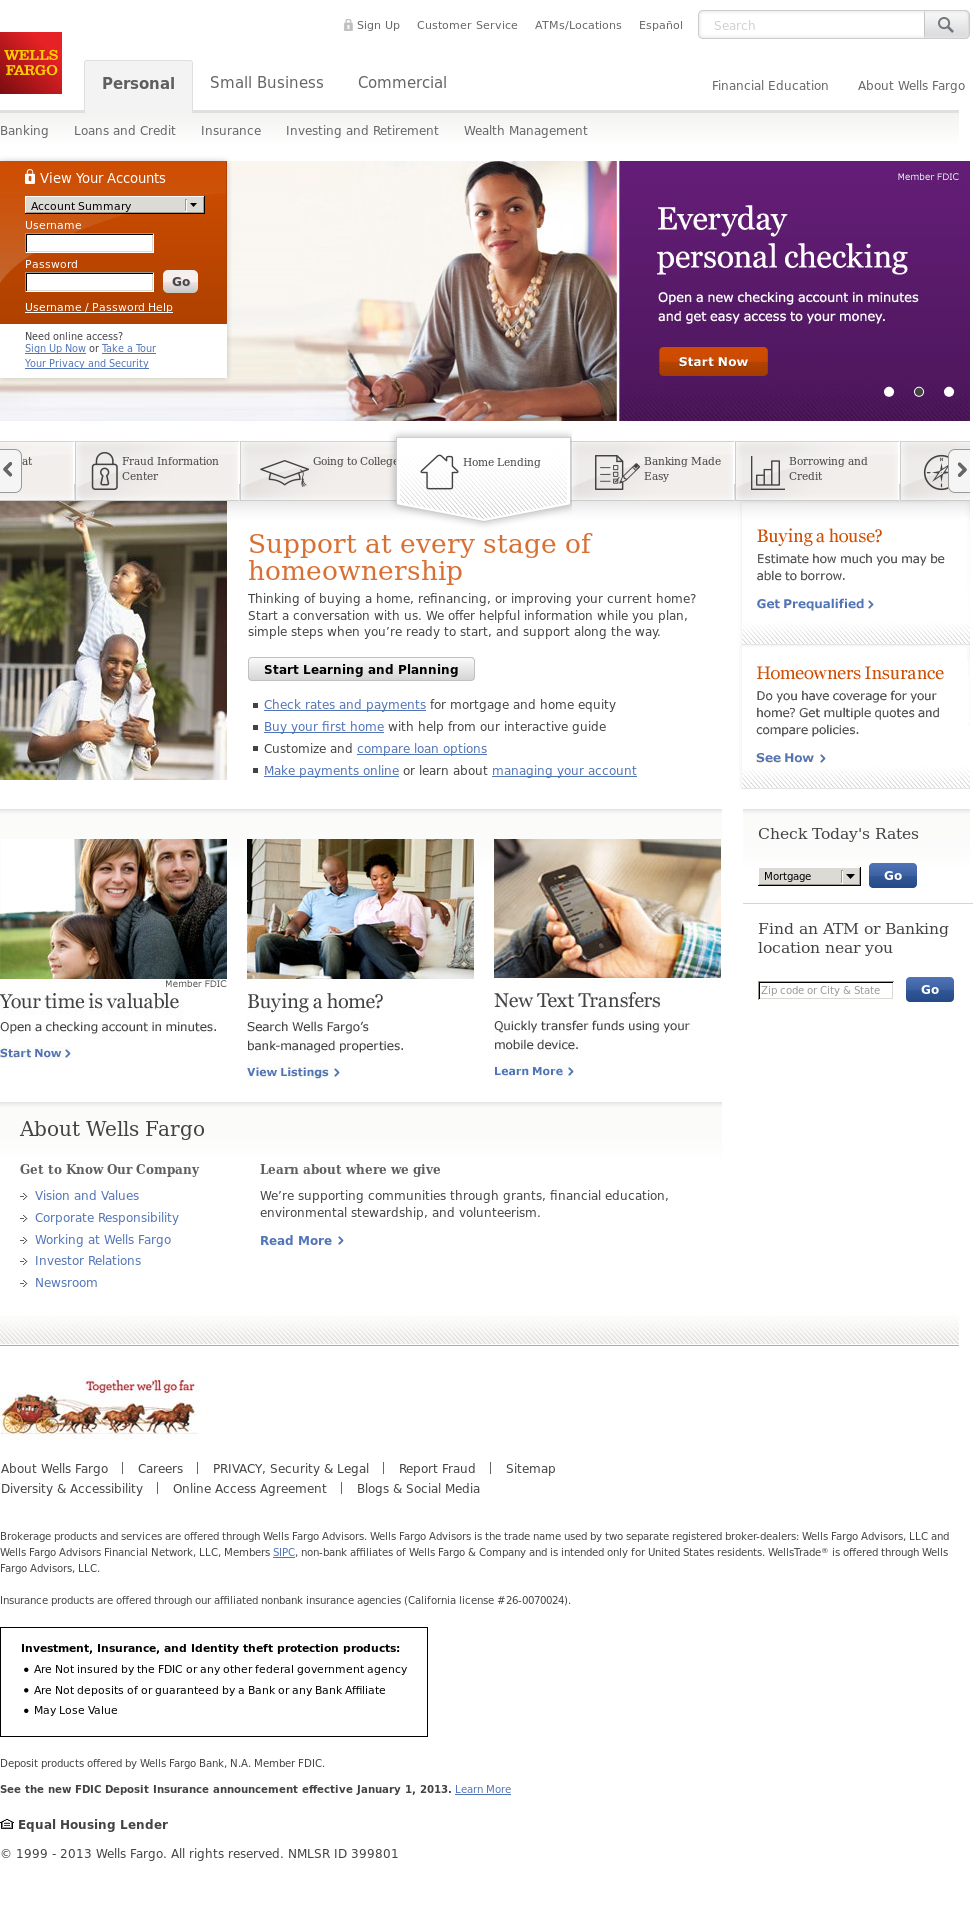 Sign Up Customer Service ATMs/Locations Español Search
WELLS
FARGO
Personal Small Business Commercial
Financial Education About Wells Fargo
Banking Loans and Credit Insurance Investing and Retirement Wealth Management
View Your Accounts
Account Summary
Username
Password
Go
Username / Password Help
Need online access?
Sign Up Now or Take a Tour
Your Privacy and Security
Member FDIC
Everyday
personal checking
Open a new checking account in minutes
and get easy access to your money.
Start Now
at
Fraud Information
Center
Going to College
Home Lending
Banking Made
Easy
Borrowing and
Credit
Support at every stage of
homeownership
Thinking of buying a home, refinancing, or improving your current home?
Start a conversation with us. We offer helpful information while you plan,
simple steps when you’re ready to start, and support along the way.
Start Learning and Planning
Check rates and payments for mortgage and home equity
Buy your first home with help from our interactive guide
Customize and compare loan options
Make payments online or learn about managing your account
Buying a house?
Estimate how much you may be
able to borrow.
Get Prequalified
Homeowners Insurance
Do you have coverage for your
home? Get multiple quotes and
compare policies.
See How
Member FDIC
Your time is valuable
Open a checking account in minutes.
Start Now
Buying a home?
Search Wells Fargo’s
bank-managed properties.
View Listings
New Text Transfers
Quickly transfer funds using your
mobile device.
Learn More
Check Today's Rates
Mortgage Go
Find an ATM or Banking
location near you
Zip code or City & State Go
About Wells Fargo
Get to Know Our Company
Vision and Values
Corporate Responsibility
Working at Wells Fargo
Investor Relations
Newsroom
Learn about where we give
We’re supporting communities through grants, financial education,
environmental stewardship, and volunteerism.
Read More
Together we’ll go far
About Wells Fargo Careers PRIVACY, Security & Legal Report Fraud Sitemap
Diversity & Accessibility Online Access Agreement Blogs & Social Media
Brokerage products and services are offered through Wells Fargo Advisors. Wells Fargo Advisors is the trade name used by two separate registered broker-dealers: Wells Fargo Advisors, LLC and
Wells Fargo Advisors Financial Network, LLC, Members SIPC, non-bank affiliates of Wells Fargo & Company and is intended only for United States residents. WellsTrade® is offered through Wells
Fargo Advisors, LLC.
Insurance products are offered through our affiliated nonbank insurance agencies (California license #26-0070024).
Investment, Insurance, and Identity theft protection products:
Are Not insured by the FDIC or any other federal government agency
Are Not deposits of or guaranteed by a Bank or any Bank Affiliate
May Lose Value
Deposit products offered by Wells Fargo Bank, N.A. Member FDIC.
See the new FDIC Deposit Insurance announcement effective January 1, 2013. Learn More
Equal Housing Lender
© 1999 - 2013 Wells Fargo. All rights reserved. NMLSR ID 399801